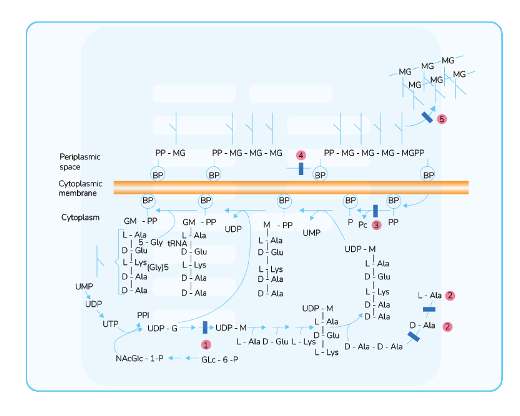 MG MG MG
MG MG
5
PP - MG PP - MG - MG - MG PP - MG - MG - MGPP
4
Periplasmic
space
BP BP BP BP
Cytoplasmic
membrane
BP BP BP BP BP
Cytoplasm
GM - PP GM - PP M - PP P Pc PP
3
UDP UMP
L - Ala
5 - Gly tRNA
D - Glu
L - Lys
(Gly)5
D - Ala
D - Ala
L - Ala
D - Glu
L - Lys
D - Ala
D - Ala
L - Ala
D - Glu
L - Lys
D - Ala
D - Ala
UDP - M
L - Ala
D - Glu
L - Lys
D - Ala
D - Ala
UMP
UDP
UTP
PPI
UDP - G UDP - M
1
L - Ala D - Glu L - Lys
UDP - M
L - Ala
D - Glu
L - Lys
D - Ala - D - Ala
L - Ala 2
D - Ala 2
NAcGlc - 1 - P GLc - 6 - P